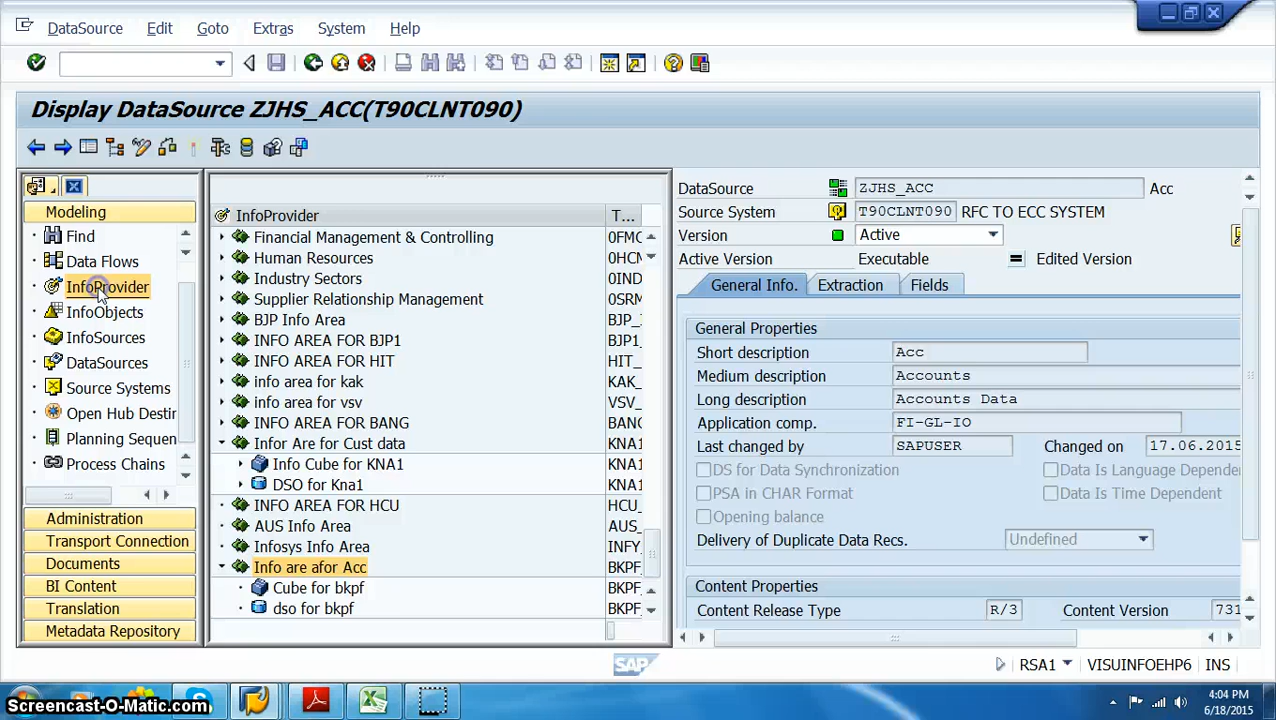 DataSource Edit Goto Extras System Help
Display DataSource ZJHS_ACC(T90CLNT090)
Modeling
Find
Data Flows
InfoProvider
InfoObjects
InfoSources
DataSources
Source Systems
Open Hub Destin
Planning Sequen
Process Chains
Administration
Transport Connection
Documents
BI Content
Translation
Metadata Repository
InfoProvider T...
Financial Management & Controlling 0FMC
Human Resources 0HCM
Industry Sectors 0IND
Supplier Relationship Management 0SRM
BJP Info Area BJP_
INFO AREA FOR BJP1 BJP1
INFO AREA FOR HIT HIT_
info area for kak KAK_
info area for vsv VSV_
INFO AREA FOR BANG BANG
Infor Are for Cust data KNA1
Info Cube for KNA1 KNA1
DSO for Kna1 KNA1
INFO AREA FOR HCU HCU_
AUS Info Area AUS_
Infosys Info Area INFY_
Info are afor Acc BKPF_
Cube for bkpf BKPF_
dso for bkpf BKPF_
DataSource ZJHS_ACC Acc
Source System T90CLNT090 RFC TO ECC SYSTEM
Version Active
Active Version Executable Edited Version
General Info. Extraction Fields
General Properties
Short description Acc
Medium description Accounts
Long description Accounts Data
Application comp. FI-GL-IO
Last changed by SAPUSER Changed on 17.06.2015
DS for Data Synchronization Data Is Language Depender
PSA in CHAR Format Data Is Time Dependent
Opening balance
Delivery of Duplicate Data Recs. Undefined
Content Properties
Content Release Type R/3 Content Version 731
SAP RSA1 VISUINFOEHP6 INS
Screencast-O-Matic.com
4:04 PM
6/18/2015